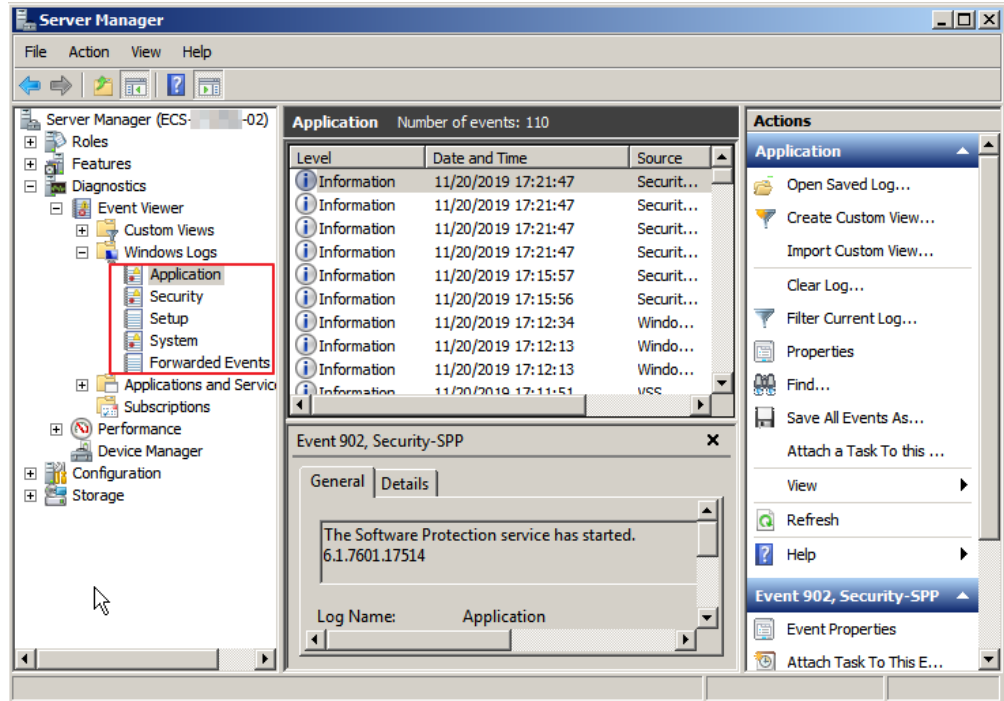 Server Manager
File Action View Help
Server Manager (ECS- -02)
Roles
Features
Diagnostics
Event Viewer
Custom Views
Windows Logs
Application
Security
Setup
System
Forwarded Events
Applications and Servic
Subscriptions
Performance
Device Manager
Configuration
Storage
Application Number of events: 110
Level Date and Time Source
Information 11/20/2019 17:21:47 Securit...
Information 11/20/2019 17:21:47 Securit...
Information 11/20/2019 17:21:47 Securit...
Information 11/20/2019 17:21:47 Securit...
Information 11/20/2019 17:15:57 Securit...
Information 11/20/2019 17:15:56 Securit...
Information 11/20/2019 17:12:34 Windo...
Information 11/20/2019 17:12:13 Windo...
Information 11/20/2019 17:12:13 Windo...
Information 11/20/2019 17:11:51 VSS
Event 902, Security-SPP
General Details
The Software Protection service has started.
6.1.7601.17514
Log Name: Application
Actions
Application
Open Saved Log...
Create Custom View...
Import Custom View...
Clear Log...
Filter Current Log...
Properties
Find...
Save All Events As...
Attach a Task To this ...
View
Refresh
Help
Event 902, Security-SPP
Event Properties
Attach Task To This E...